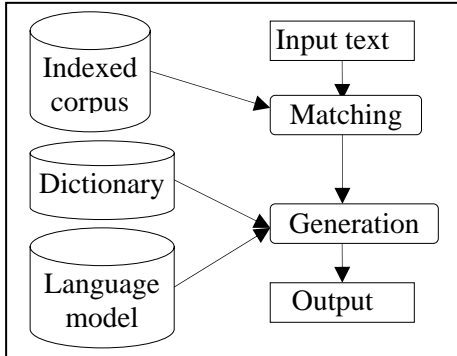 Input text
Indexed
corpus
Matching
Dictionary
Generation
Language
model
Output